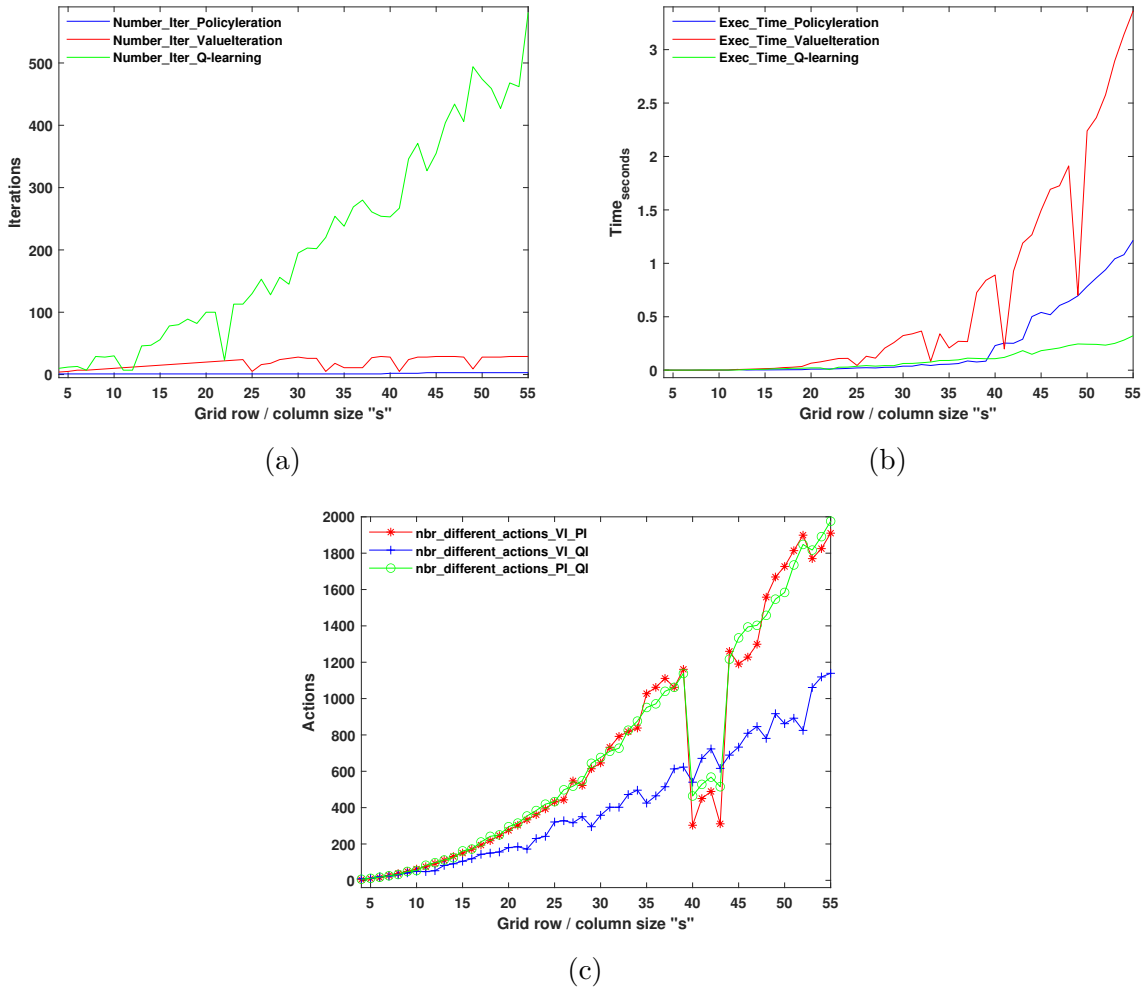 Number_Iter_Policyleration
Number_Iter_ValueIteration
Number_Iter_Q-learning
500
400
300
200
100
0
Iterations
5 10 15 20 25 30 35 40 45 50 55
Grid row / column size "s"
(a)
Exec_Time_Policyleration
Exec_Time_ValueIteration
Exec_Time_Q-learning
3
2.5
2
1.5
1
0.5
0
Time seconds
5 10 15 20 25 30 35 40 45 50 55
Grid row / column size "s"
(b)
nbr_different_actions_VI_PI
nbr_different_actions_VI_QI
nbr_different_actions_PI_QI
2000
1800
1600
1400
1200
1000
800
600
400
200
0
Actions
5 10 15 20 25 30 35 40 45 50 55
Grid row / column size "s"
(c)